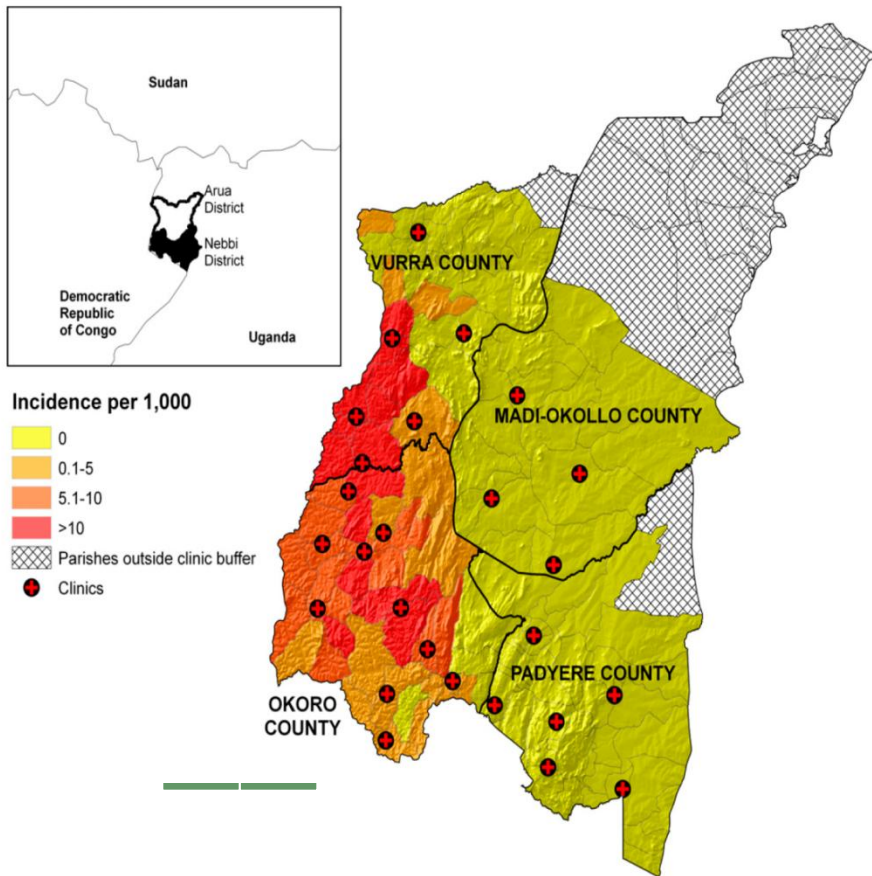 Sudan
Arua
District
Nebbi
District
Democratic
Republic
of Congo
Uganda
VURRA COUNTY
Incidence per 1,000
0
0.1-5
5.1-10
>10
Parishes outside clinic buffer
Clinics
MADI-OKOLLO COUNTY
PADYERE COUNTY
OKORO
COUNTY